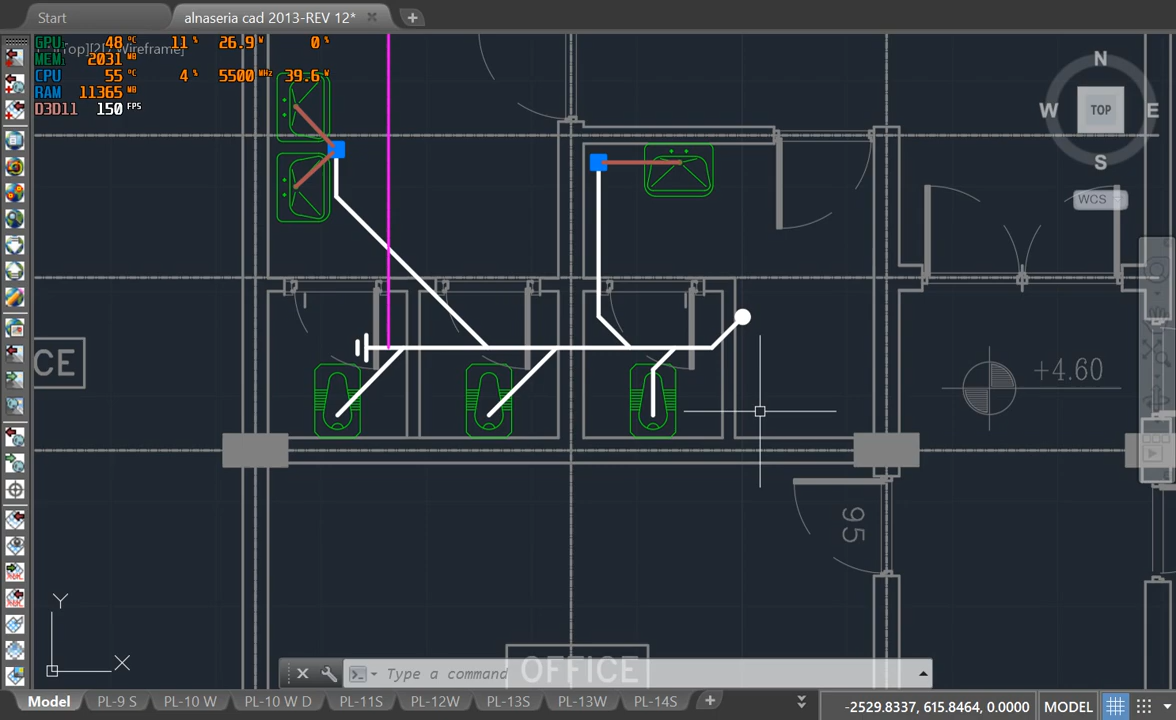 Start
alnaseria cad 2013-REV 12*
GPU 48 °C 11 % 26.9 W 0 %
MEM 2031 MB
CPU 55 °C 4 % 5500 MHz 39.6 W
RAM 11365 MB
D3D11 150 FPS
Top]
Wireframe]
N
W TOP E
S
WCS
CE
+4.60
95
Y
X
OFFICE
Type a command
Model PL-9 S PL-10 W PL-10 W D PL-11S PL-12W PL-13S PL-13W PL-14S
-2529.8337, 615.8464, 0.0000 MODEL